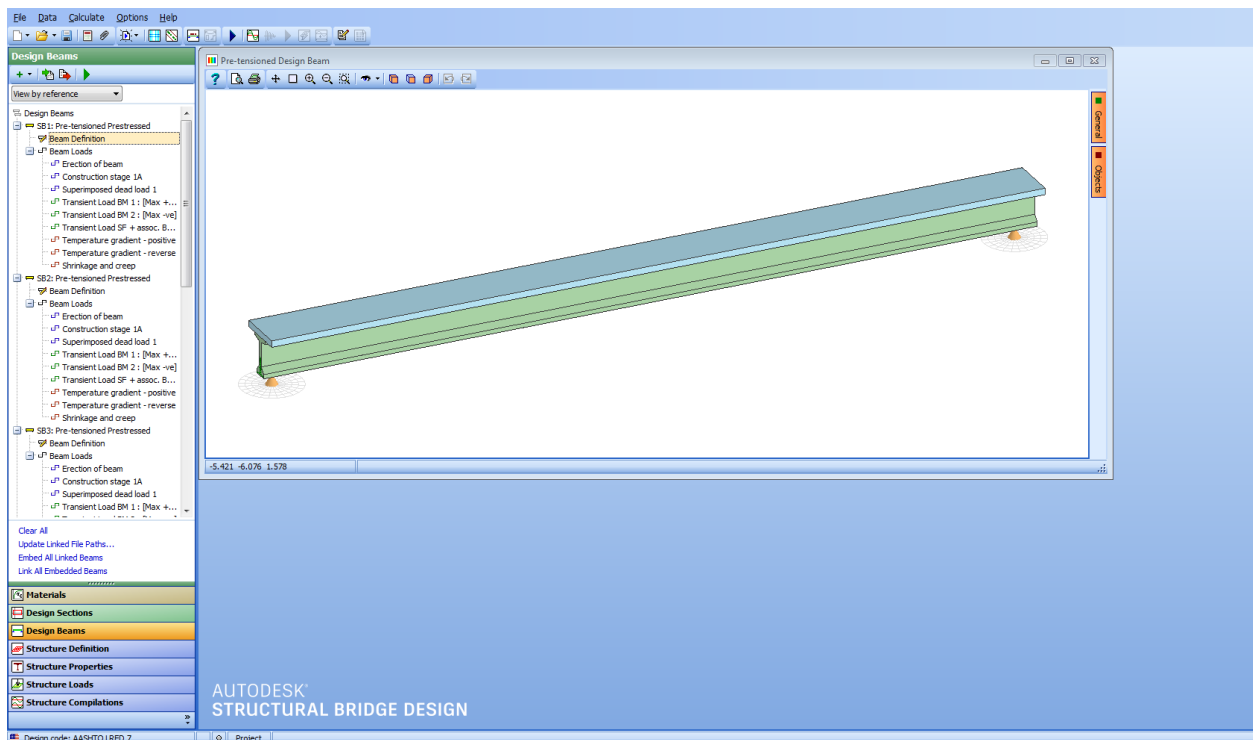 File Data Calculate Options Help
Design Beams
View by reference
Design Beams
SB1: Pre-tensioned Prestressed
Beam Definition
Beam Loads
Erection of beam
Construction stage 1A
Superimposed dead load 1
Transient Load BM 1 : [Max +...
Transient Load BM 2 : [Max -ve]
Transient Load SF + assoc. B...
Temperature gradient - positive
Temperature gradient - reverse
Shrinkage and creep
SB2: Pre-tensioned Prestressed
Beam Definition
Beam Loads
Erection of beam
Construction stage 1A
Superimposed dead load 1
Transient Load BM 1 : [Max +...
Transient Load BM 2 : [Max -ve]
Transient Load SF + assoc. B...
Temperature gradient - positive
Temperature gradient - reverse
Shrinkage and creep
SB3: Pre-tensioned Prestressed
Beam Definition
Beam Loads
Erection of beam
Construction stage 1A
Superimposed dead load 1
Transient Load BM 1 : [Max +...
Clear All
Update Linked File Paths...
Embed All Linked Beams
Link All Embedded Beams
Materials
Design Sections
Design Beams
Structure Definition
Structure Properties
Structure Loads
Structure Compilations
Pre-tensioned Design Beam
General
Objects
-5.421 -6.076 1.578
AUTODESK®
STRUCTURAL BRIDGE DESIGN
Design code: AASHTO LRFD 7
Project